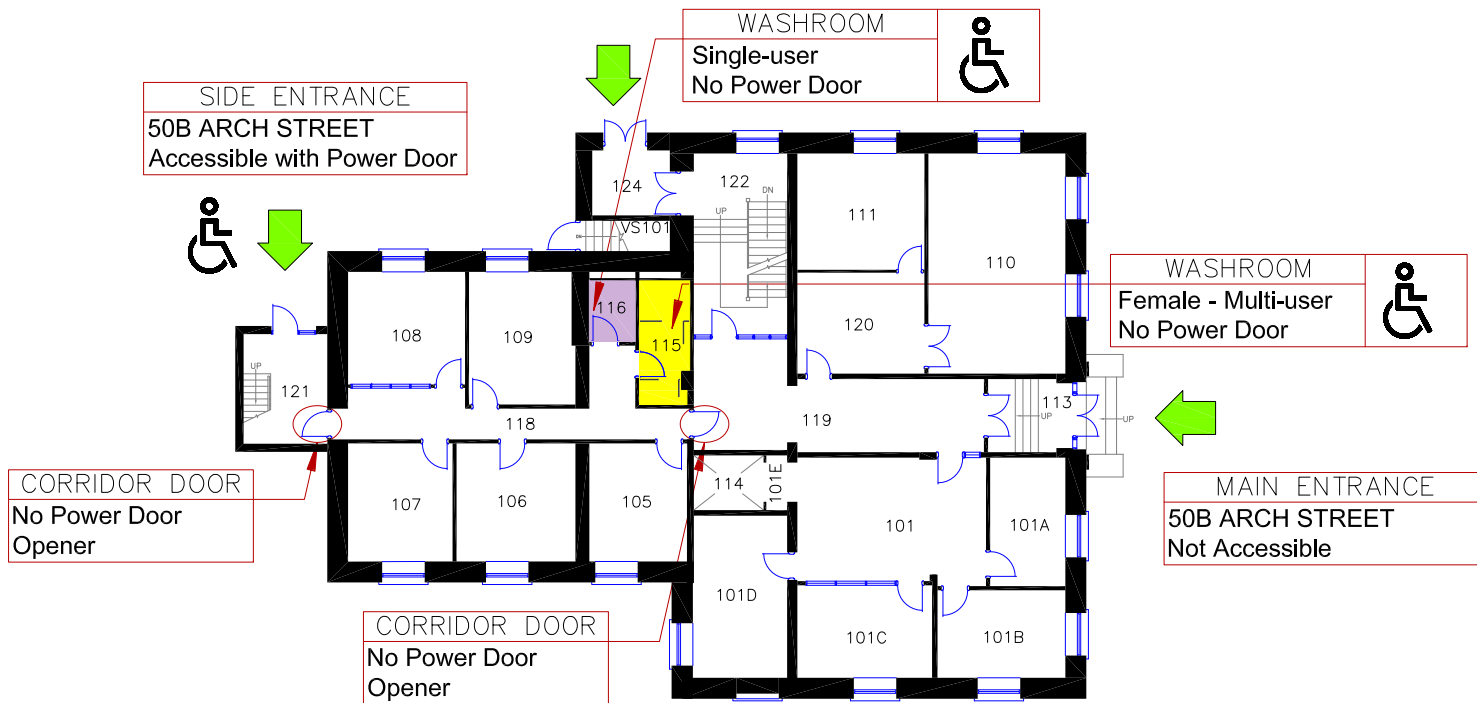 WASHROOM
Single-user
No Power Door
SIDE ENTRANCE
50B ARCH STREET
Accessible with Power Door
124
122
DN
UP
VS101
DN
111
110
WASHROOM
Female - Multi-user
No Power Door
116
115
120
108
109
UP
121
118
119
113
UP
UP
CORRIDOR DOOR
No Power Door
Opener
107
106
105
114
101E
101
101A
MAIN ENTRANCE
50B ARCH STREET
Not Accessible
101D
101C
101B
CORRIDOR DOOR
No Power Door
Opener